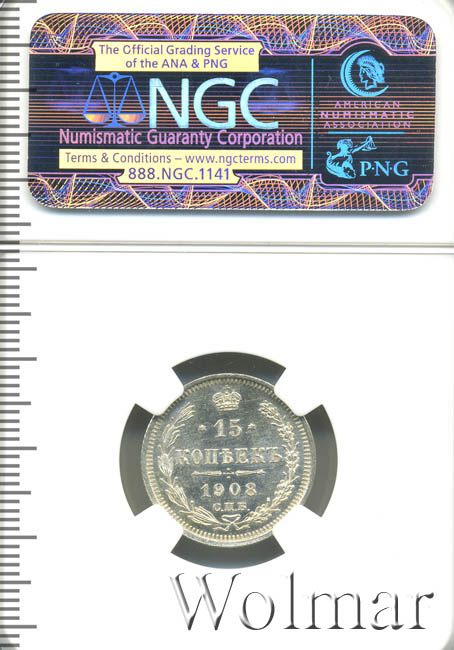 The Official Grading Service
of the ANA & PNG
NGC
Numismatic Guaranty Corporation
Terms & Conditions – www.ngcterms.com
888.NGC.1141
AMERICAN
NUMISMATIC
ASSOCIATION
P·N·G
15
КОПѢЕКЪ
1908
С.П.Б.
Wolmar